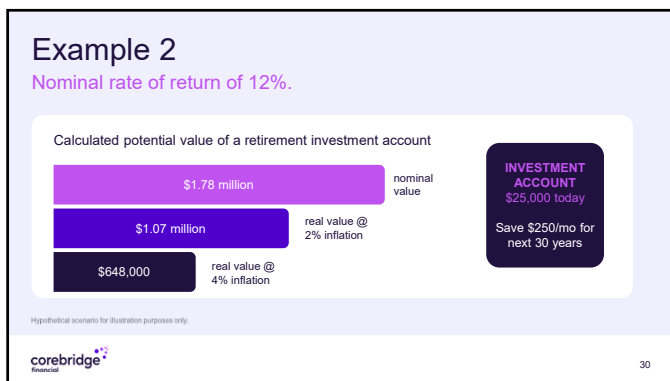 Example 2
Nominal rate of return of 12%.
Calculated potential value of a retirement investment account
$1.78 million
nominal
value
$1.07 million
real value @
2% inflation
$648,000
real value @
4% inflation
INVESTMENT
ACCOUNT
$25,000 today
Save $250/mo for
next 30 years
Hypothetical scenario for illustration purposes only.
corebridge
financial
30